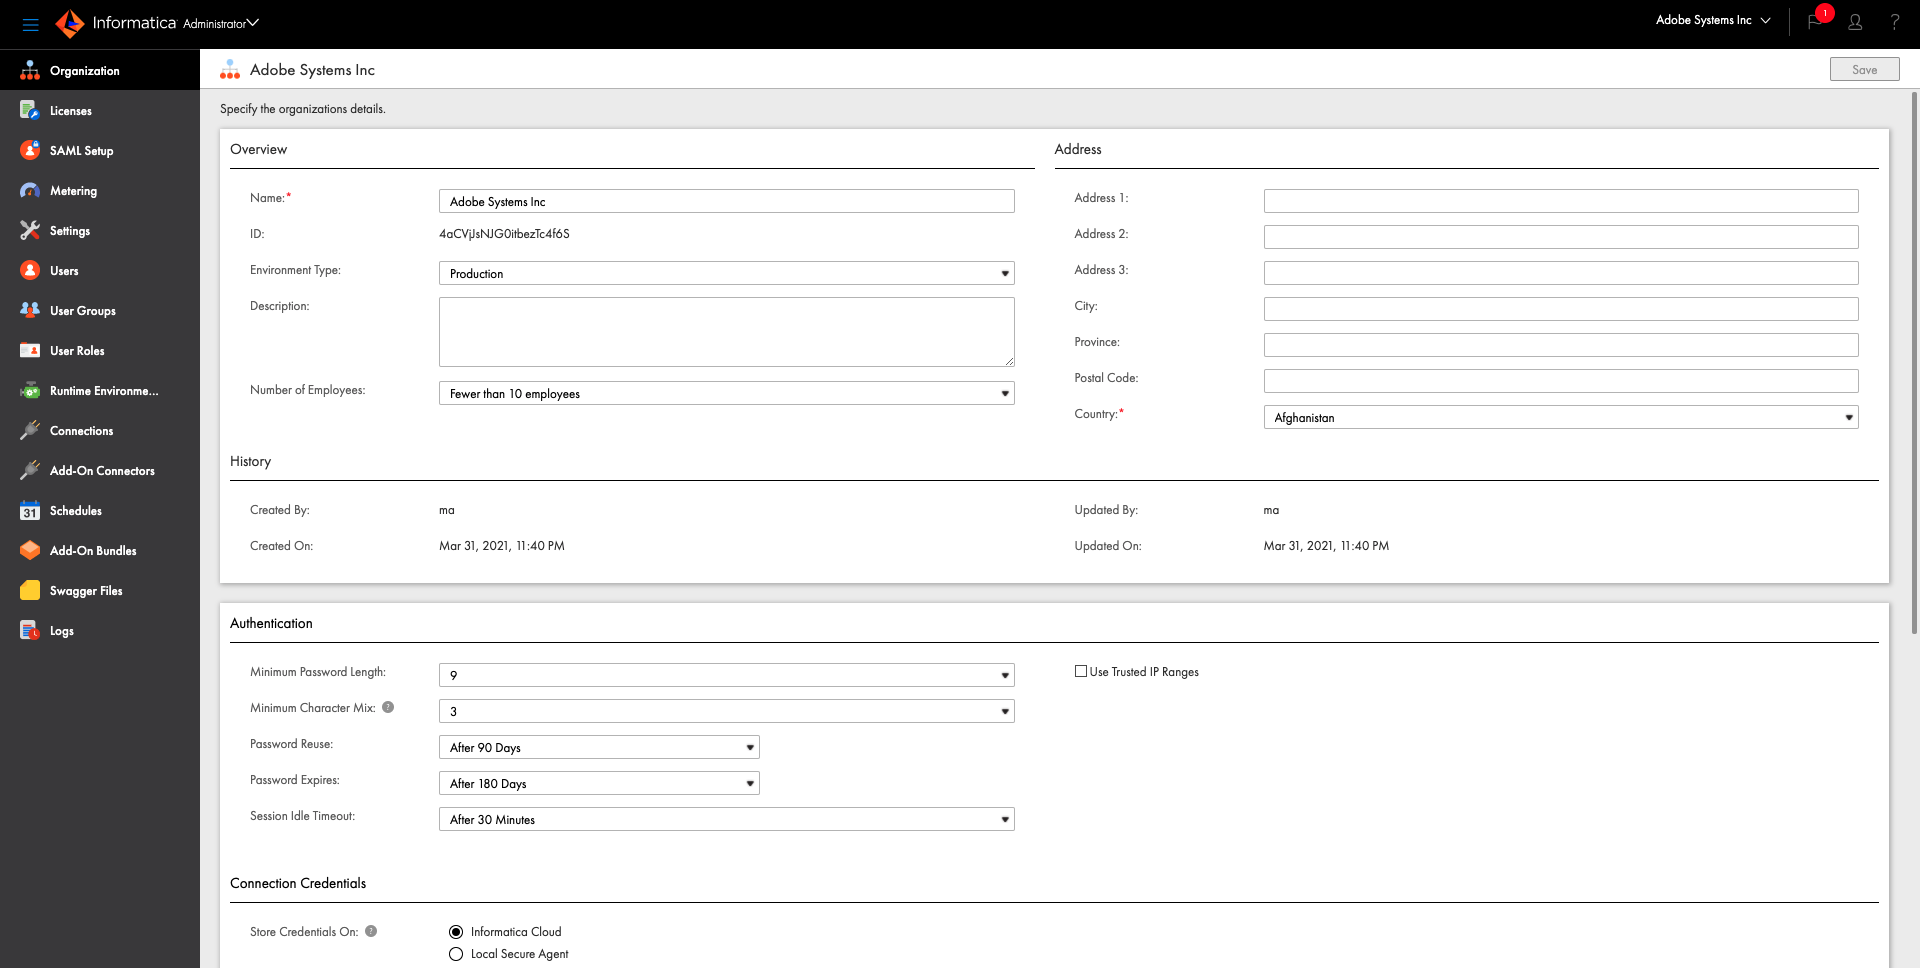 Informatica Administrator
Adobe Systems Inc
1
?
Organization
Licenses
SAML Setup
Metering
Settings
Users
User Groups
User Roles
Runtime Environme...
Connections
Add-On Connectors
31
Schedules
Add-On Bundles
Swagger Files
Logs
Adobe Systems Inc
Save
Specify the organizations details.
Overview
Name:* Adobe Systems Inc
ID: 4aCVjJsNJG0itbezTc4f6S
Environment Type: Production
Description:
Number of Employees: Fewer than 10 employees
Address
Address 1:
Address 2:
Address 3:
City:
Province:
Postal Code:
Country:* Afghanistan
History
Created By: ma
Updated By: ma
Created On: Mar 31, 2021, 11:40 PM
Updated On: Mar 31, 2021, 11:40 PM
Authentication
Minimum Password Length: 9
Use Trusted IP Ranges
Minimum Character Mix: ? 3
Password Reuse: After 90 Days
Password Expires: After 180 Days
Session Idle Timeout: After 30 Minutes
Connection Credentials
Store Credentials On: ? Informatica Cloud
Local Secure Agent